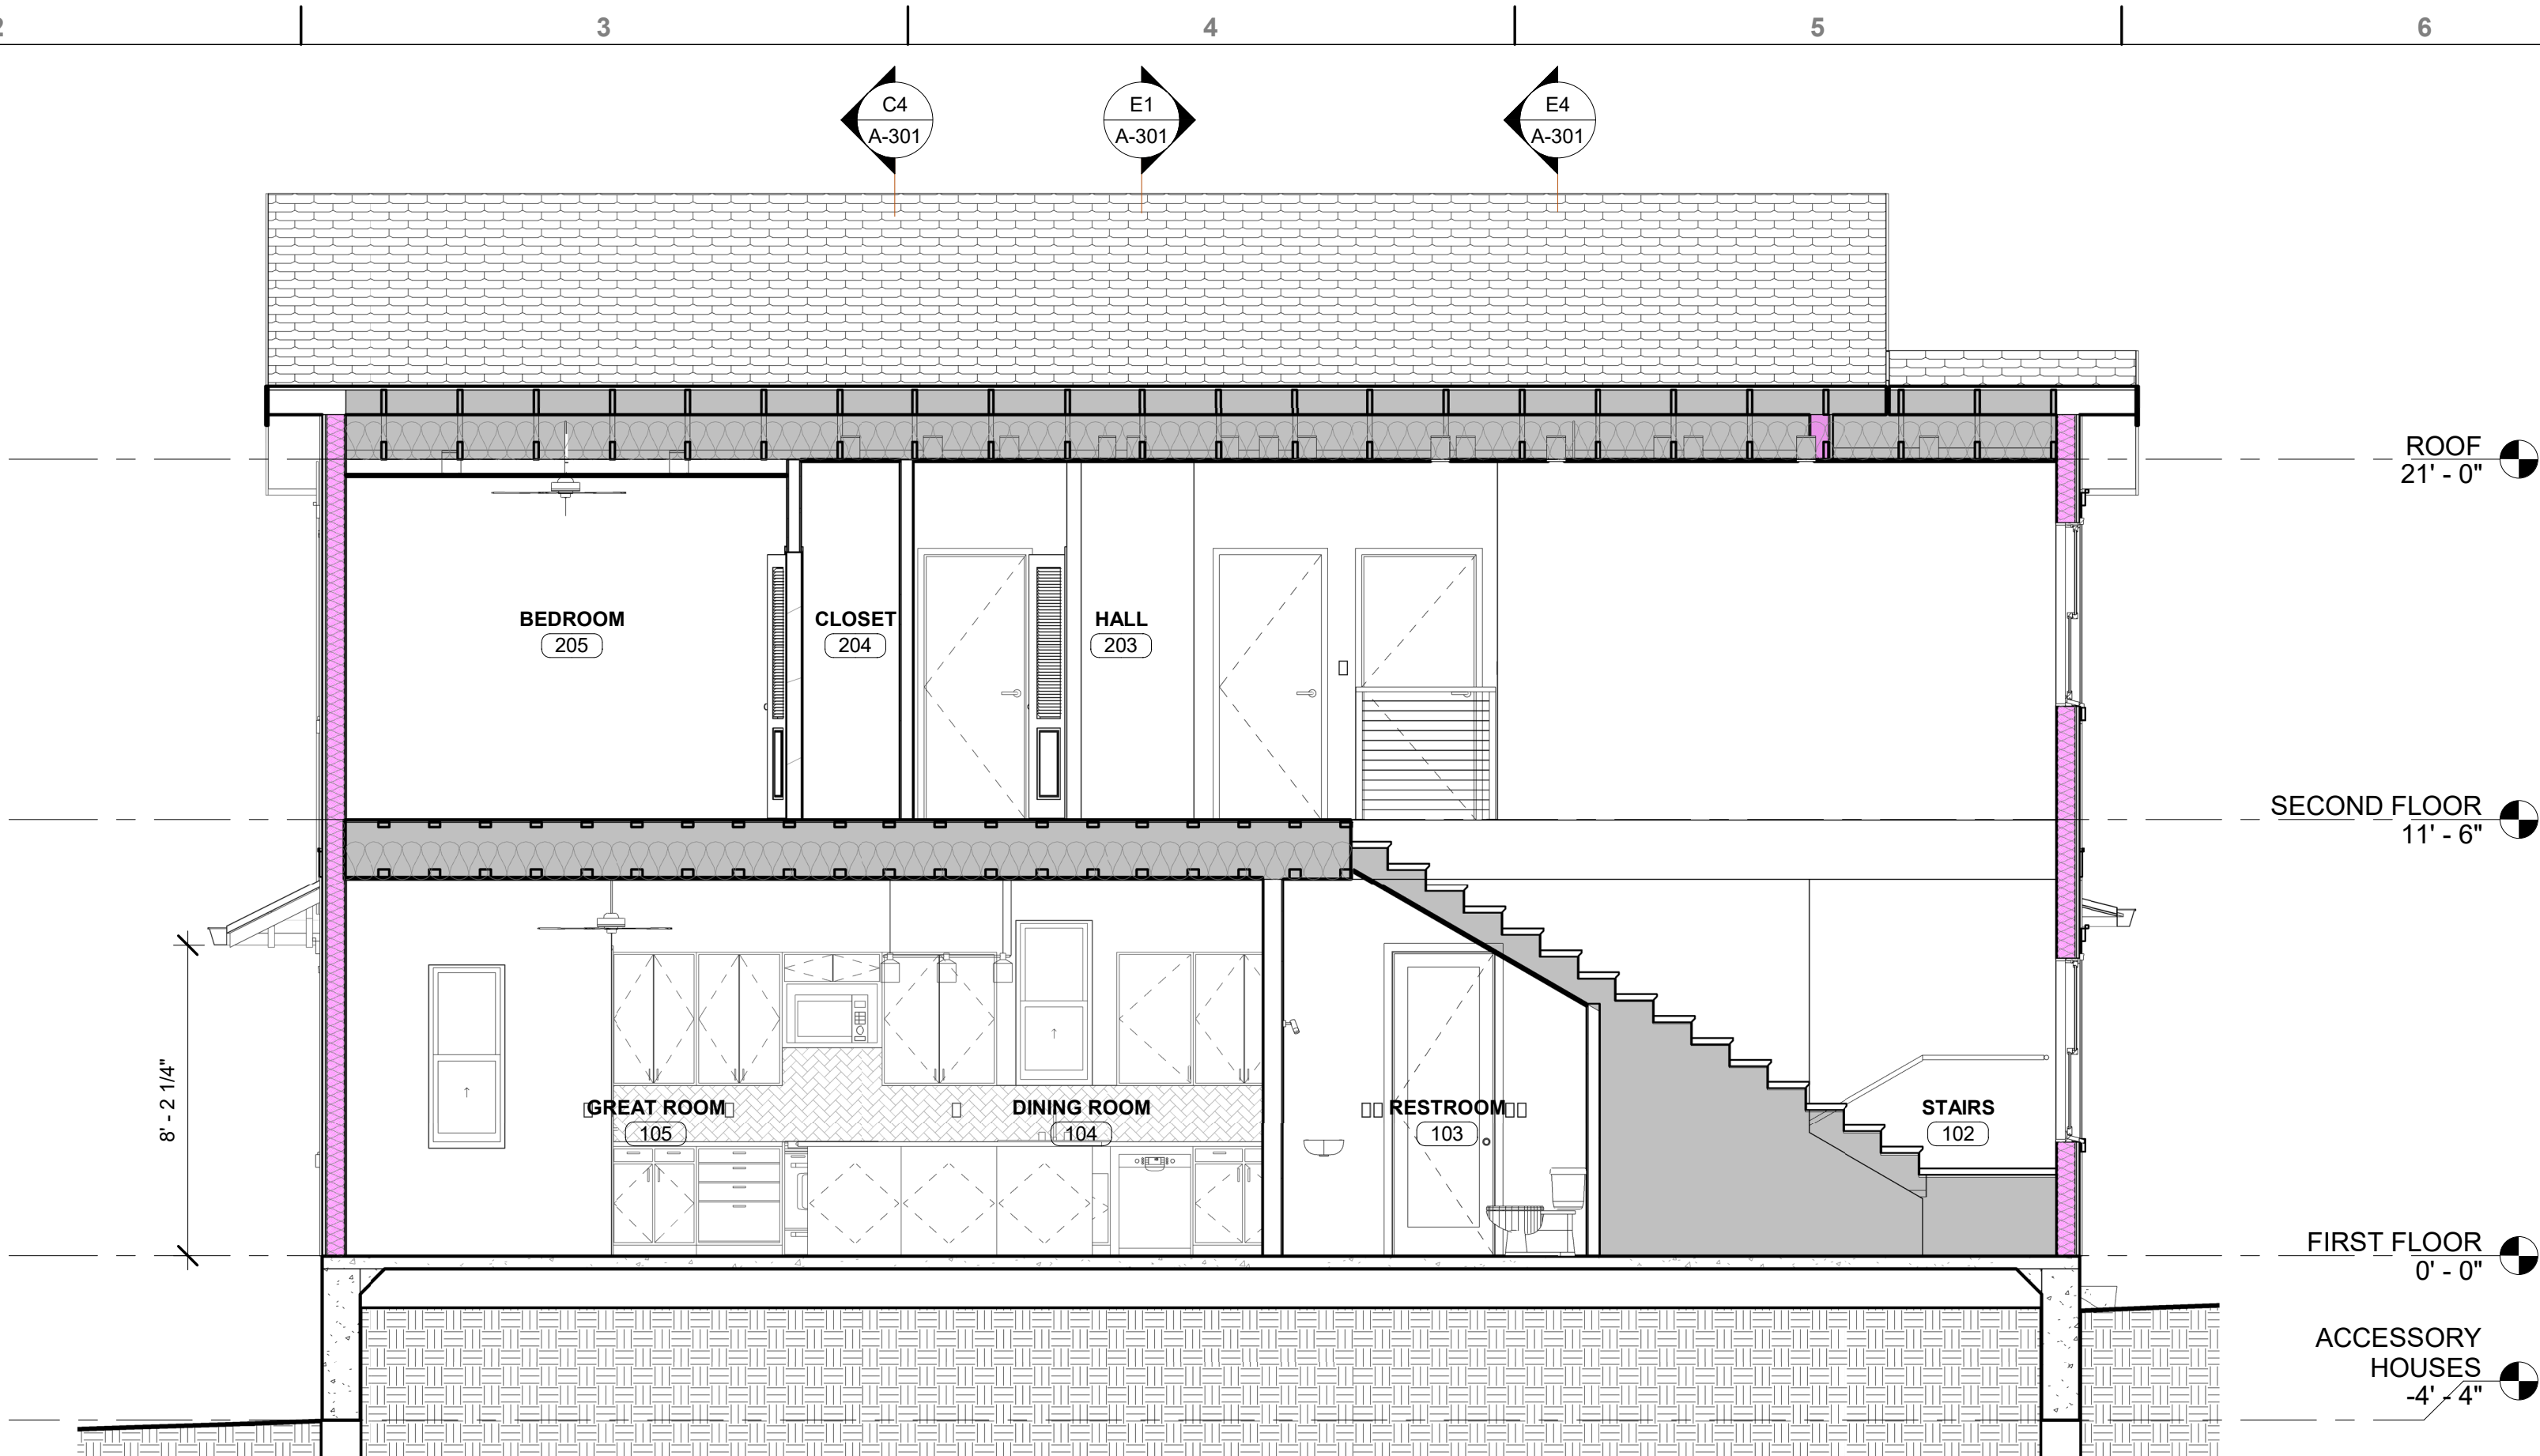 2
3
4
5
6
C4
A-301
E1
A-301
E4
A-301
ROOF
21' - 0"
BEDROOM
205
CLOSET
204
HALL
203
SECOND FLOOR
11' - 6"
8' - 2 1/4"
GREAT ROOM
105
DINING ROOM
104
RESTROOM
103
STAIRS
102
FIRST FLOOR
0' - 0"
ACCESSORY
HOUSES
-4' - 4"